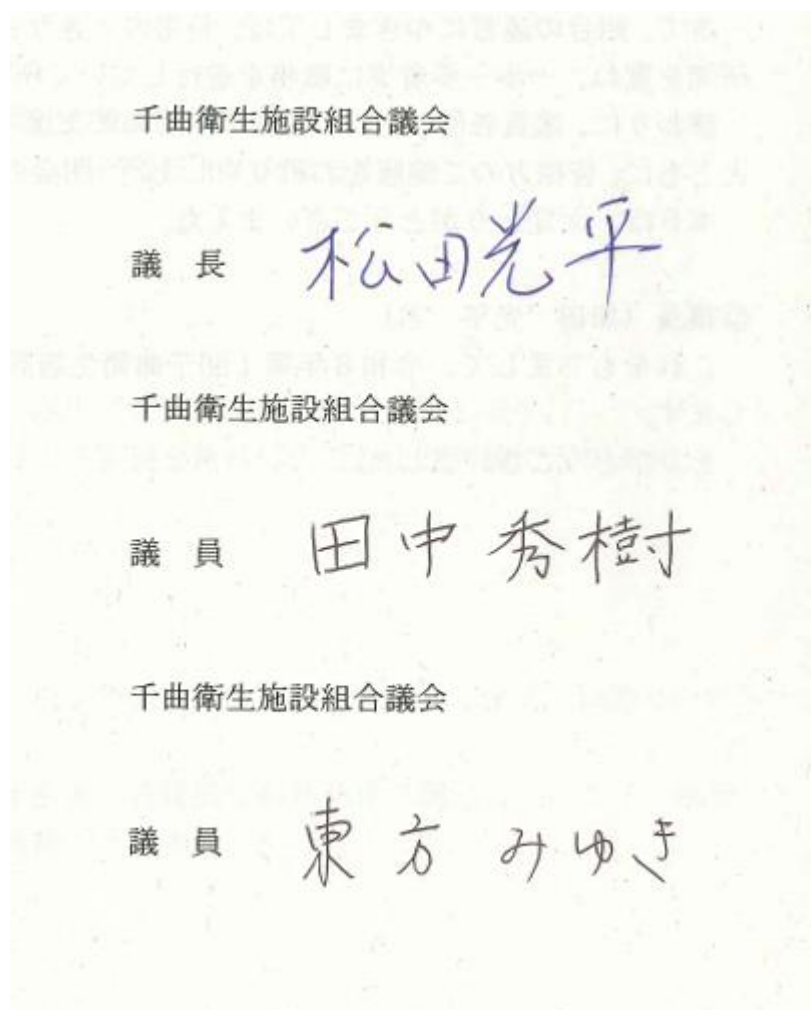 千曲衛生施設組合議会
議 長 松田光平
千曲衛生施設組合議会
議 員 田中秀樹
千曲衛生施設組合議会
議 員 東方みゆき